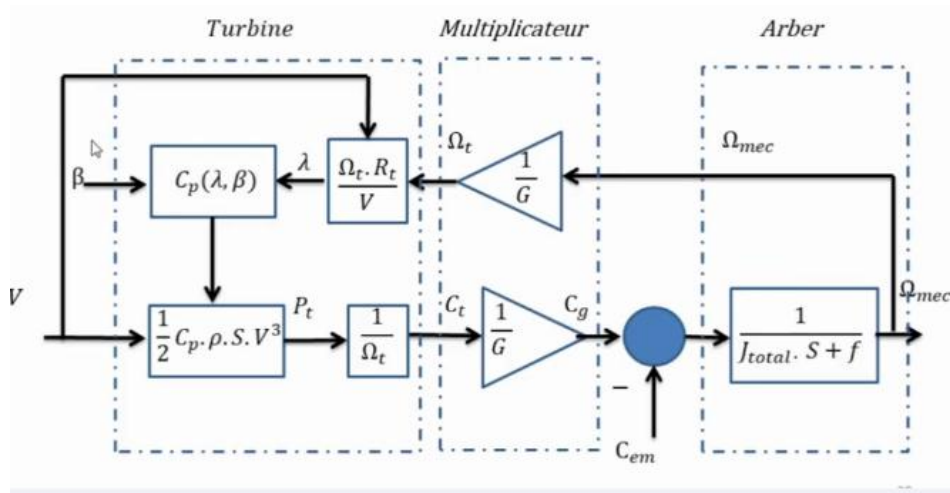 Turbine
Multiplicateur
Arber
Ω_t
Ω_mec
β
C_p(λ, β)
λ
Ω_t. R_t
V
1
G
V
1
2
C_p. ρ. S. V³
P_t
1
Ω_t
C_t
1
G
C_g
−
C_em
1
J_total. S + f
Ω_mec